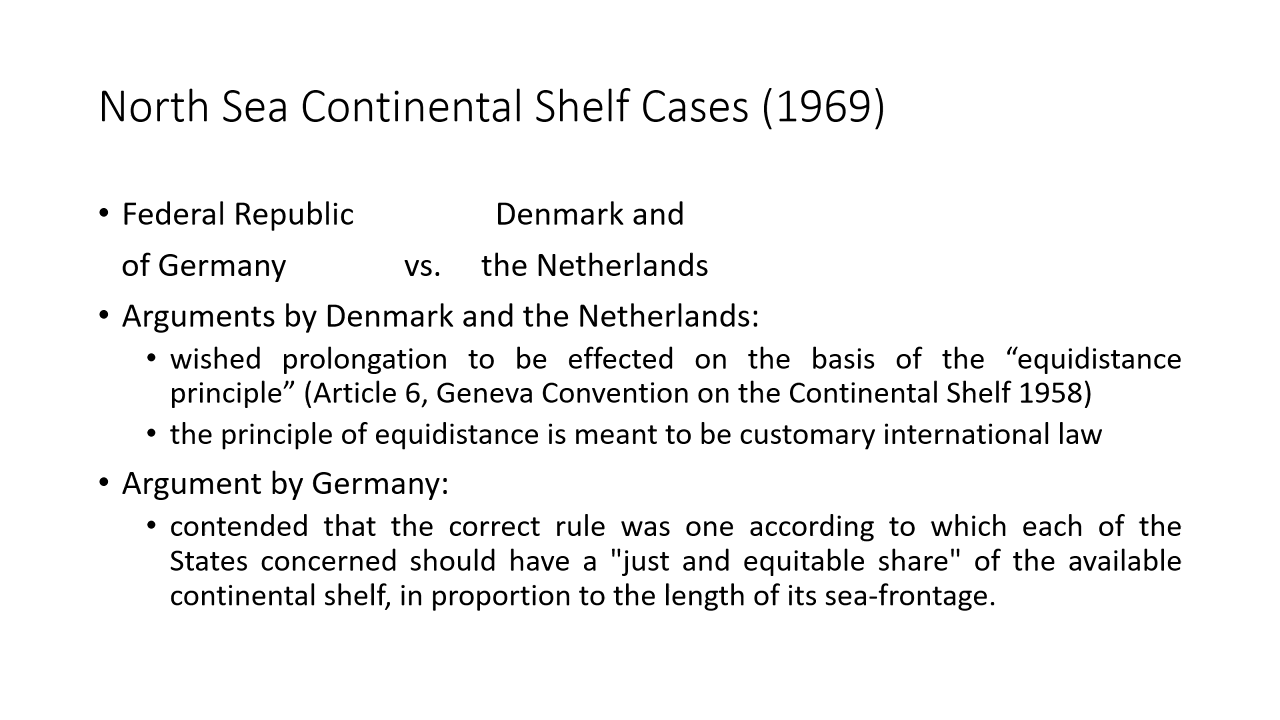 North Sea Continental Shelf Cases (1969)
• Federal Republic Denmark and
of Germany vs. the Netherlands
• Arguments by Denmark and the Netherlands:
• wished prolongation to be effected on the basis of the “equidistance
principle” (Article 6, Geneva Convention on the Continental Shelf 1958)
• the principle of equidistance is meant to be customary international law
• Argument by Germany:
• contended that the correct rule was one according to which each of the
States concerned should have a "just and equitable share" of the available
continental shelf, in proportion to the length of its sea-frontage.